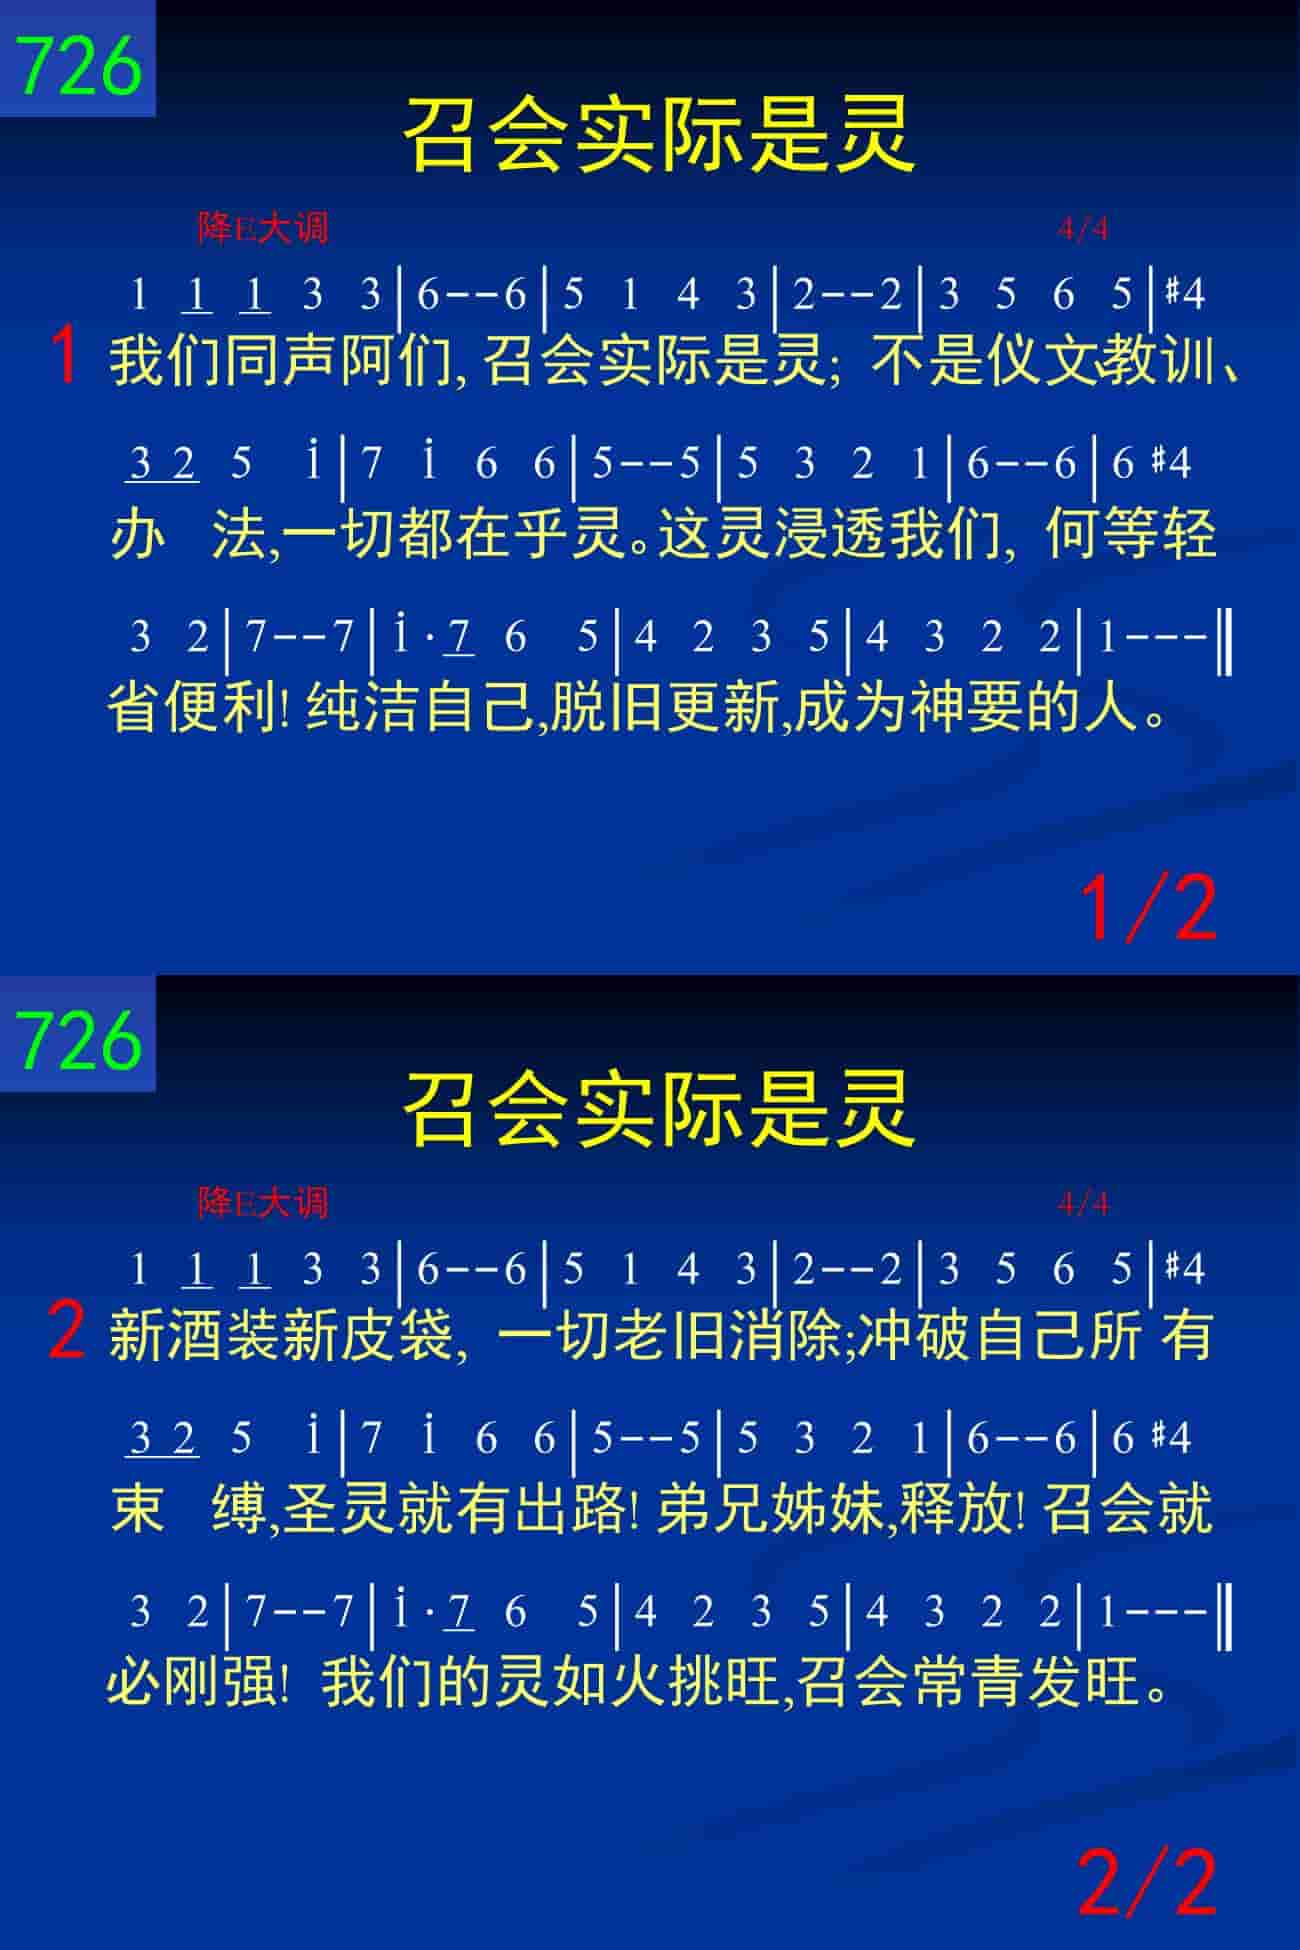 726
召会实际是灵
降E大调 4/4
1 1 1 3 3|6--6|5 1 4 3|2--2|3 5 6 5|#4
1 我们同声阿们, 召会实际是灵; 不是仪文、教训、
3 2 5 i|7 i 6 6|5--5|5 3 2 1|6--6|6 #4
办 法,一切都在乎灵。这灵浸透我们, 何等轻
3 2|7--7|i·7 6 5|4 2 3 5|4 3 2 2|1---‖
省便利! 纯洁自己,脱旧更新,成为神要的人。
1/2
726
召会实际是灵
降E大调 4/4
1 1 1 3 3|6--6|5 1 4 3|2--2|3 5 6 5|#4
2 新酒装新皮袋, 一切老旧消除;冲破自己所 有
3 2 5 i|7 i 6 6|5--5|5 3 2 1|6--6|6 #4
束 缚,圣灵就有出路! 弟兄姊妹,释放! 召会就
3 2|7--7|i·7 6 5|4 2 3 5|4 3 2 2|1---‖
必刚强! 我们的灵如火挑旺,召会常青发旺。
2/2